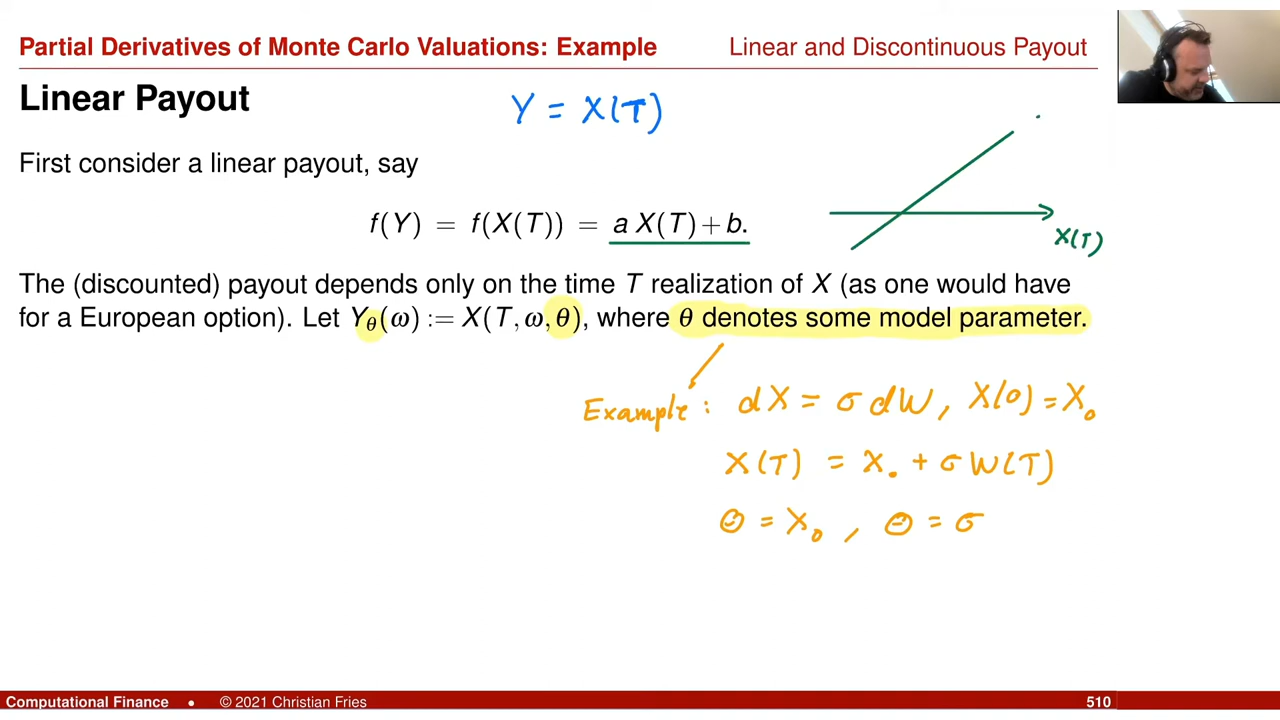 Partial Derivatives of Monte Carlo Valuations: Example Linear and Discontinuous Payout
Linear Payout
Y = X(T)
First consider a linear payout, say
f(Y) = f(X(T)) = a X(T) + b.
X(T)
The (discounted) payout depends only on the time T realization of X (as one would have
for a European option). Let Yθ(ω) := X(T, ω, θ), where θ denotes some model parameter.
Example: dX = σ dW, X(0) = X₀
X(T) = X₀ + σ W(T)
θ = X₀, θ = σ
Computational Finance • © 2021 Christian Fries 510